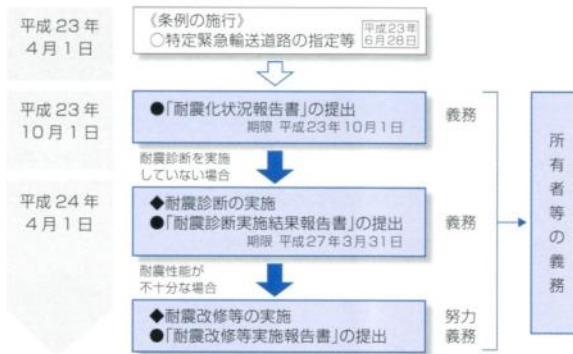 平成23年
4月1日
《条例の施行》
○特定緊急輸送道路の指定等
平成23年
6月28日
平成23年
10月1日
●「耐震化状況報告書」の提出
期限 平成23年10月1日
義務
耐震診断を実施
していない場合
平成24年
4月1日
◆耐震診断の実施
●「耐震診断実施結果報告書」の提出
期限 平成27年3月31日
義務
耐震性能が
不十分な場合
◆耐震改修等の実施
●「耐震改修等実施報告書」の提出
努力
義務
所有者等の義務